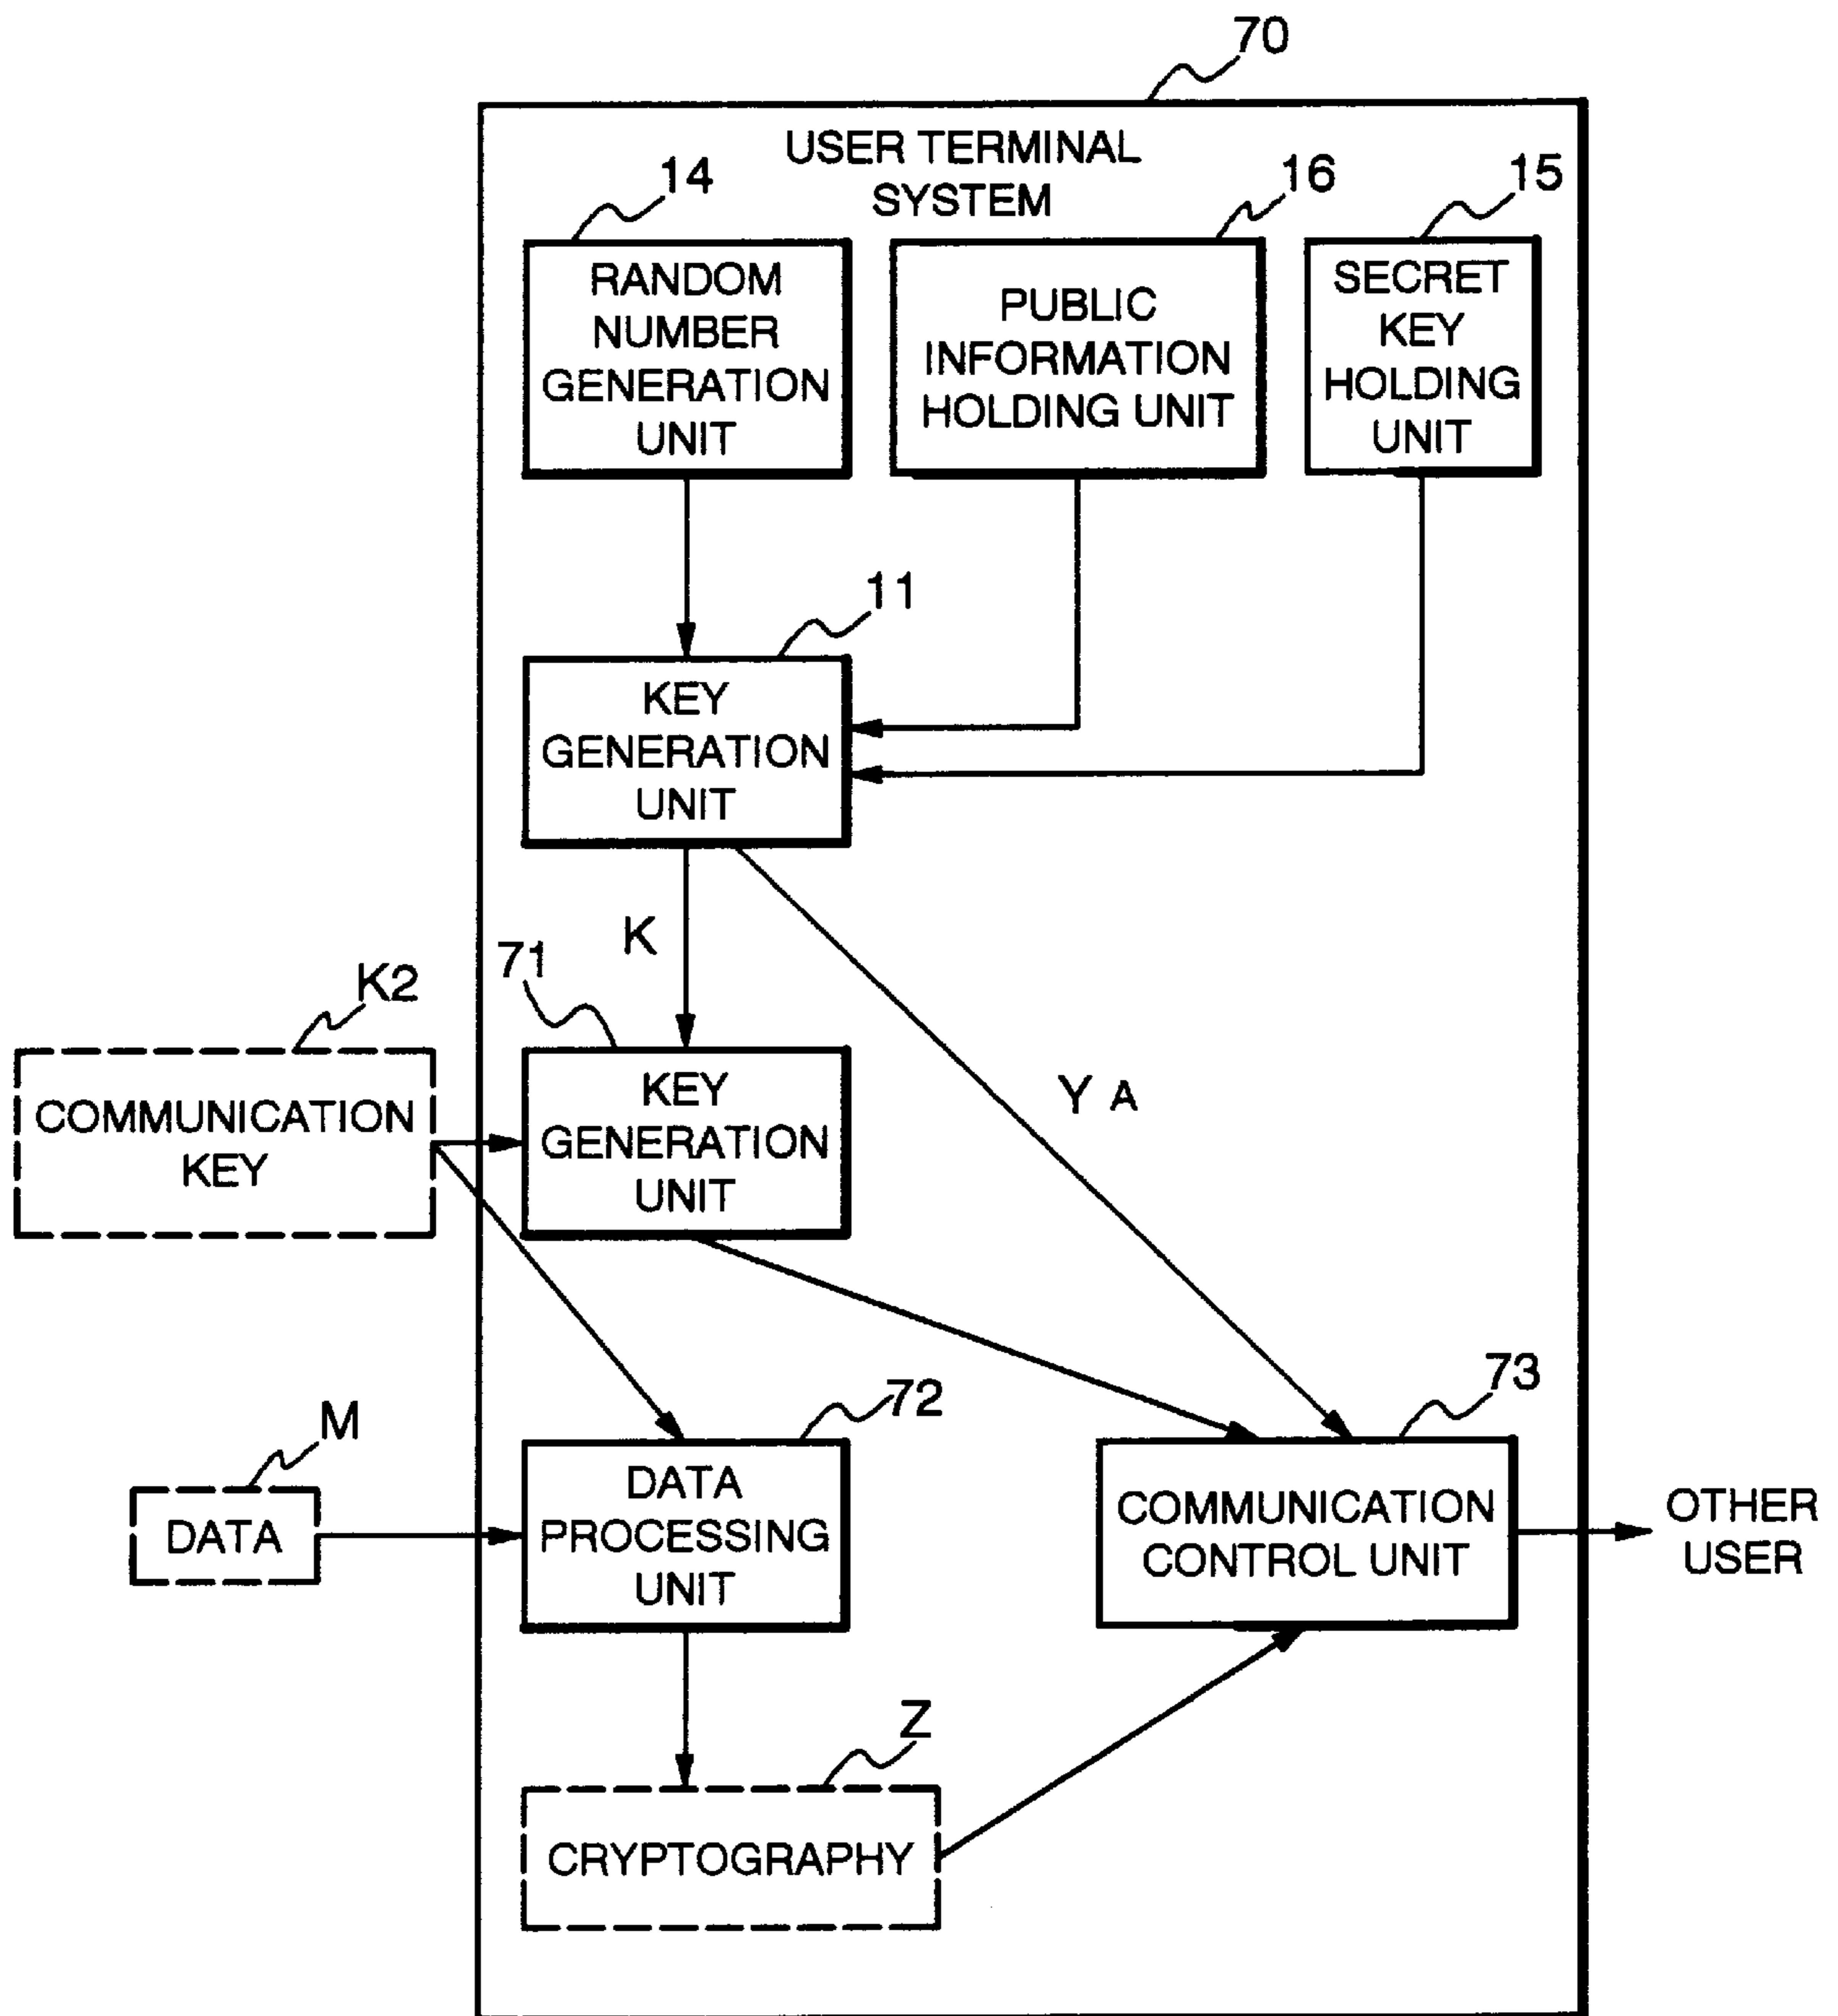 70
USER TERMINAL
SYSTEM
14
16
15
RANDOM
NUMBER
GENERATION
UNIT
PUBLIC
INFORMATION
HOLDING UNIT
SECRET
KEY
HOLDING
UNIT
11
KEY
GENERATION
UNIT
K
71
K2
COMMUNICATION
KEY
KEY
GENERATION
UNIT
Y A
72
73
M
DATA
DATA
PROCESSING
UNIT
COMMUNICATION
CONTROL UNIT
OTHER
USER
Z
CRYPTOGRAPHY